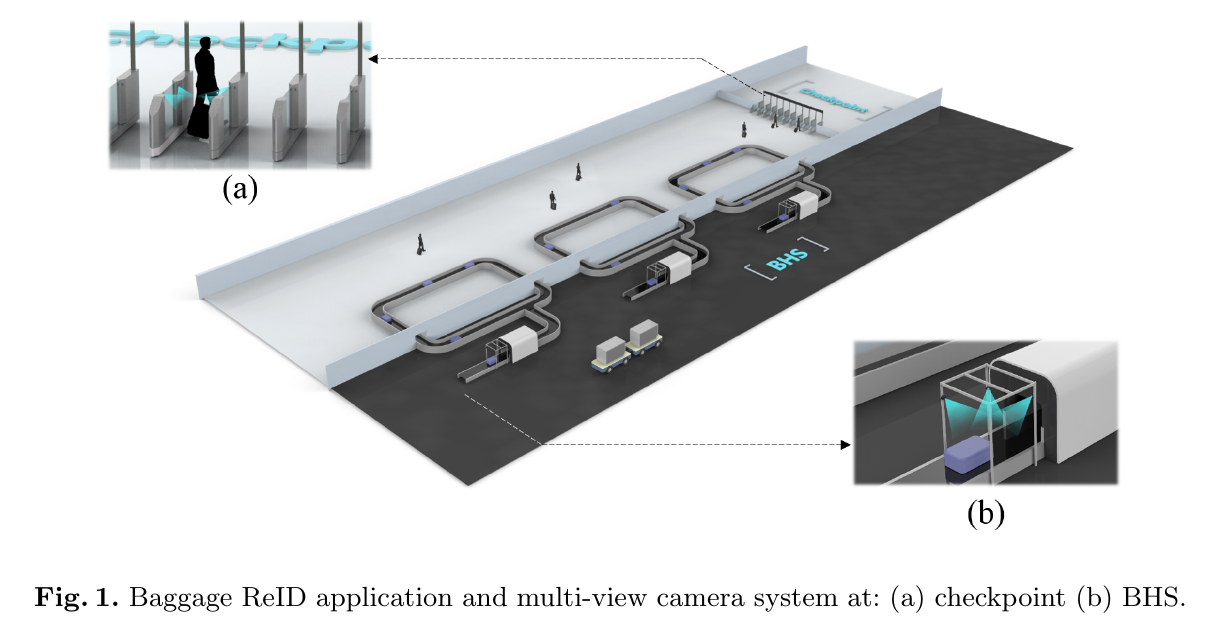 Checkpoint
(a)
Checkpoint
BHS
(b)
Fig. 1. Baggage ReID application and multi-view camera system at: (a) checkpoint (b) BHS.